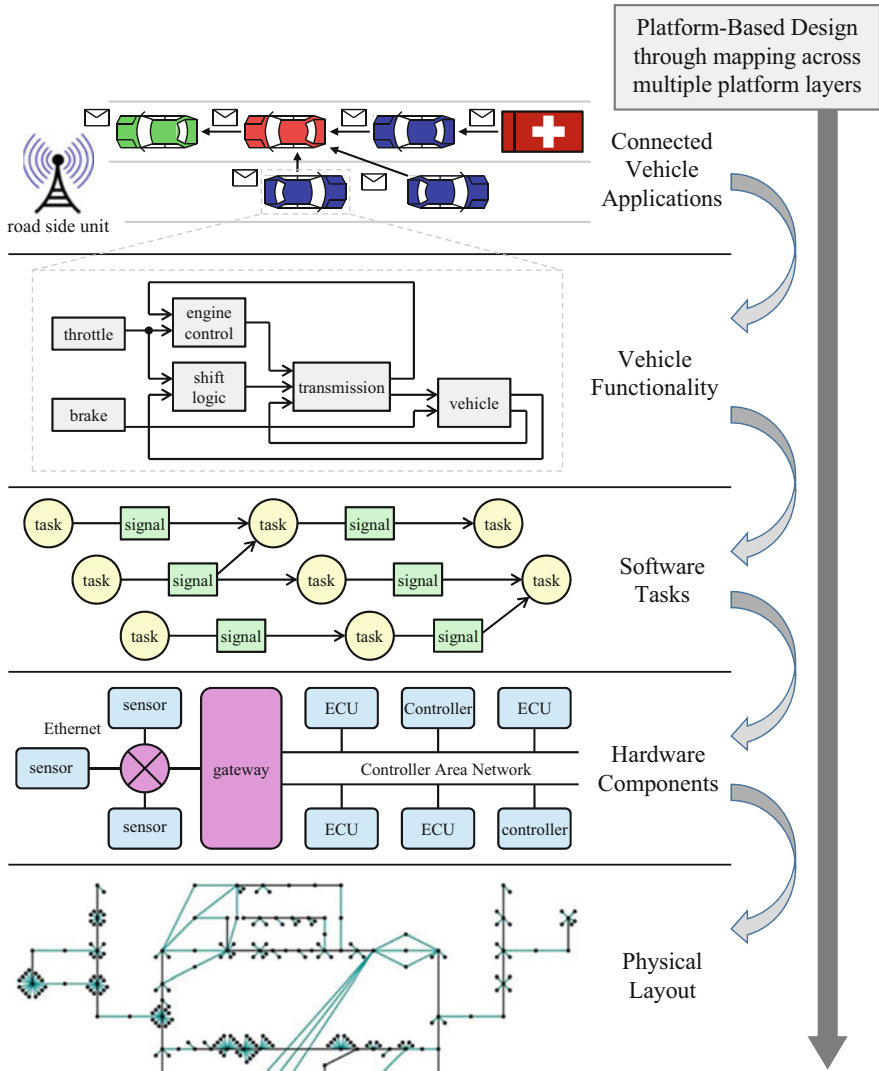 Platform-Based Design
through mapping across
multiple platform layers
Connected
Vehicle
Applications
road side unit
throttle
engine
control
shift
logic
transmission
brake
vehicle
Vehicle
Functionality
task
signal
task
signal
task
task
signal
task
signal
task
task
signal
task
signal
Software
Tasks
sensor
Ethernet
sensor
sensor
gateway
ECU
Controller
ECU
Controller Area Network
ECU
ECU
controller
Hardware
Components
Physical
Layout